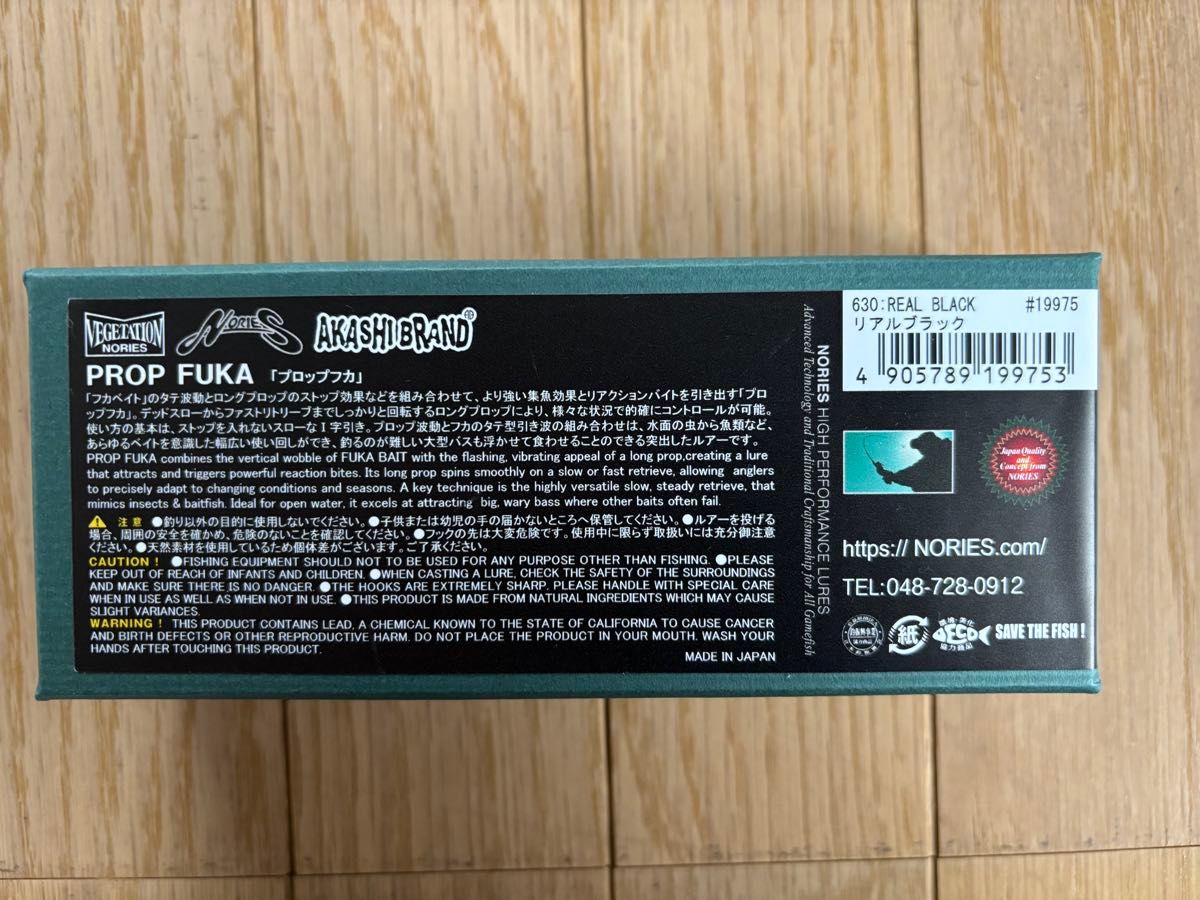 VEGETATION
NORIES
NORIES
AKASHI BRAND
PROP FUKA 「プロップフカ」
「フカベイト」のタテ波動とロングプロップのストップ効果などを組み合わせて、より強い集魚効果とリアクションバイトを引き出す「プロ
ップフカ」。デッドスローからファストリトリーブまでしっかりと回転するロングプロップにより、様々な状況で的確にコントロールが可能。
使い方の基本は、ストップを入れないスローなＩ字引き。プロップ波動とフカのタテ型引き波の組み合わせは、水面の虫から魚類など、
あらゆるベイトを意識した幅広い使い回しができ、釣るのが難しい大型バスも浮かせて食わせることのできる突出したルアーです。
PROP FUKA combines the vertical wobble of FUKA BAIT with the flashing, vibrating appeal of a long prop,creating a lure
that attracts and triggers powerful reaction bites. Its long prop spins smoothly on a slow or fast retrieve, allowing anglers
to precisely adapt to changing conditions and seasons. A key technique is the highly versatile slow, steady retrieve, that
mimics insects & baitfish. Ideal for open water, it excels at attracting big, wary bass where other baits often fail.
注意 ●釣り以外の目的に使用しないでください。●子供または幼児の手の届かないところへ保管してください。●ルアーを投げる
場合、周囲の安全を確かめ、危険のないことを確認してください。●フックの先は大変危険です。使用中に限らず取扱いには充分御注意
ください。●天然素材を使用しているため個体差がございます。ご了承ください。
CAUTION ! ●FISHING EQUIPMENT SHOULD NOT TO BE USED FOR ANY PURPOSE OTHER THAN FISHING. ●PLEASE
KEEP OUT OF REACH OF INFANTS AND CHILDREN. ●WHEN CASTING A LURE, CHECK THE SAFETY OF THE SURROUNDINGS
AND MAKE SURE THERE IS NO DANGER. ●THE HOOKS ARE EXTREMELY SHARP. PLEASE HANDLE WITH SPECIAL CARE
WHEN IN USE AS WELL AS WHEN NOT IN USE. ●THIS PRODUCT IS MADE FROM NATURAL INGREDIENTS WHICH MAY CAUSE
SLIGHT VARIANCES.
WARNING ! THIS PRODUCT CONTAINS LEAD, A CHEMICAL KNOWN TO THE STATE OF CALIFORNIA TO CAUSE CANCER
AND BIRTH DEFECTS OR OTHER REPRODUCTIVE HARM. DO NOT PLACE THE PRODUCT IN YOUR MOUTH. WASH YOUR
HANDS AFTER TOUCHING THIS PRODUCT.
MADE IN JAPAN
NORIES HIGH PERFORMANCE LURES
Advanced Technology and Traditional Craftsmanship for All Gamefish
630:REAL BLACK #19975
リアルブラック
4 905789 199753
Japan Quality
and
Concept from
NORIES
https// NORIES.com/
TEL:048-728-0912
紙
環境・美化
ECO
協力商品
SAVE THE FISH !